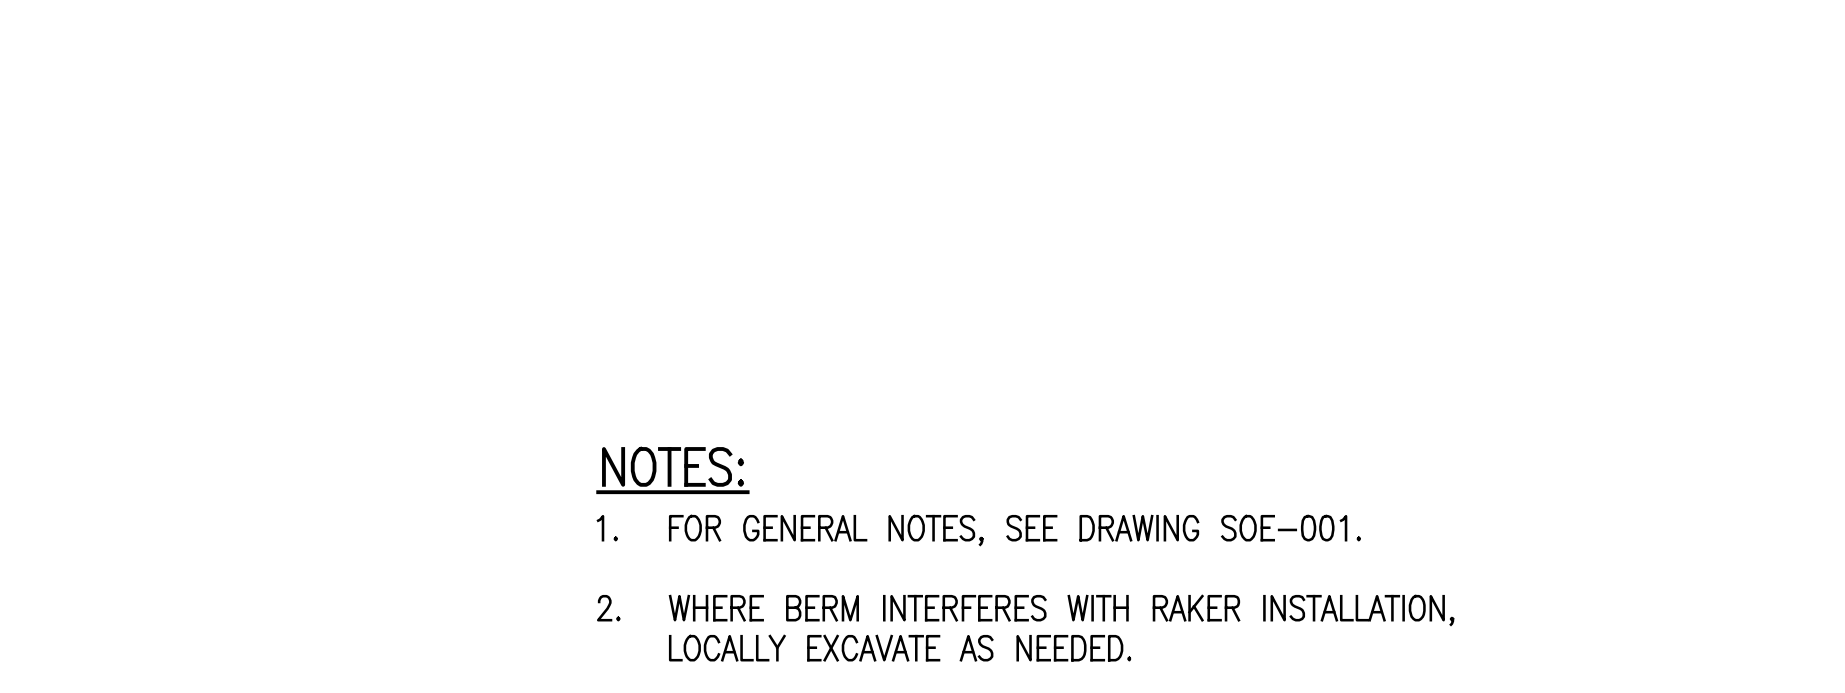 NOTES:
1. FOR GENERAL NOTES, SEE DRAWING SOE-001.
2. WHERE BERM INTERFERES WITH RAKER INSTALLATION,
LOCALLY EXCAVATE AS NEEDED.